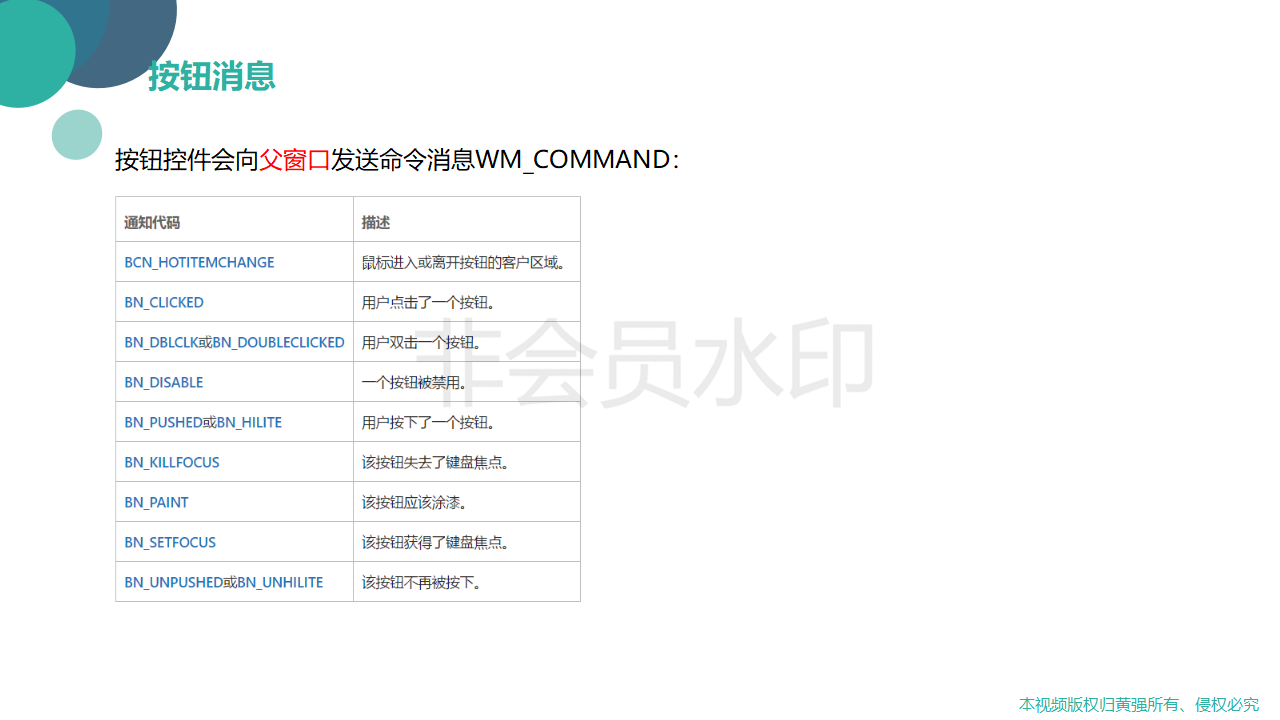 按钮消息
按钮控件会向父窗口发送命令消息WM_COMMAND：
通知代码 描述
BCN_HOTITEMCHANGE 鼠标进入或离开按钮的客户区域。
BN_CLICKED 用户点击了一个按钮。
BN_DBLCLK或BN_DOUBLECLICKED 用户双击一个按钮。
BN_DISABLE 一个按钮被禁用。
BN_PUSHED或BN_HILITE 用户按下了一个按钮。
BN_KILLFOCUS 该按钮失去了键盘焦点。
BN_PAINT 该按钮应该涂漆。
BN_SETFOCUS 该按钮获得了键盘焦点。
BN_UNPUSHED或BN_UNHILITE 该按钮不再被按下。
非会员水印
本视频版权归黄强所有、侵权必究